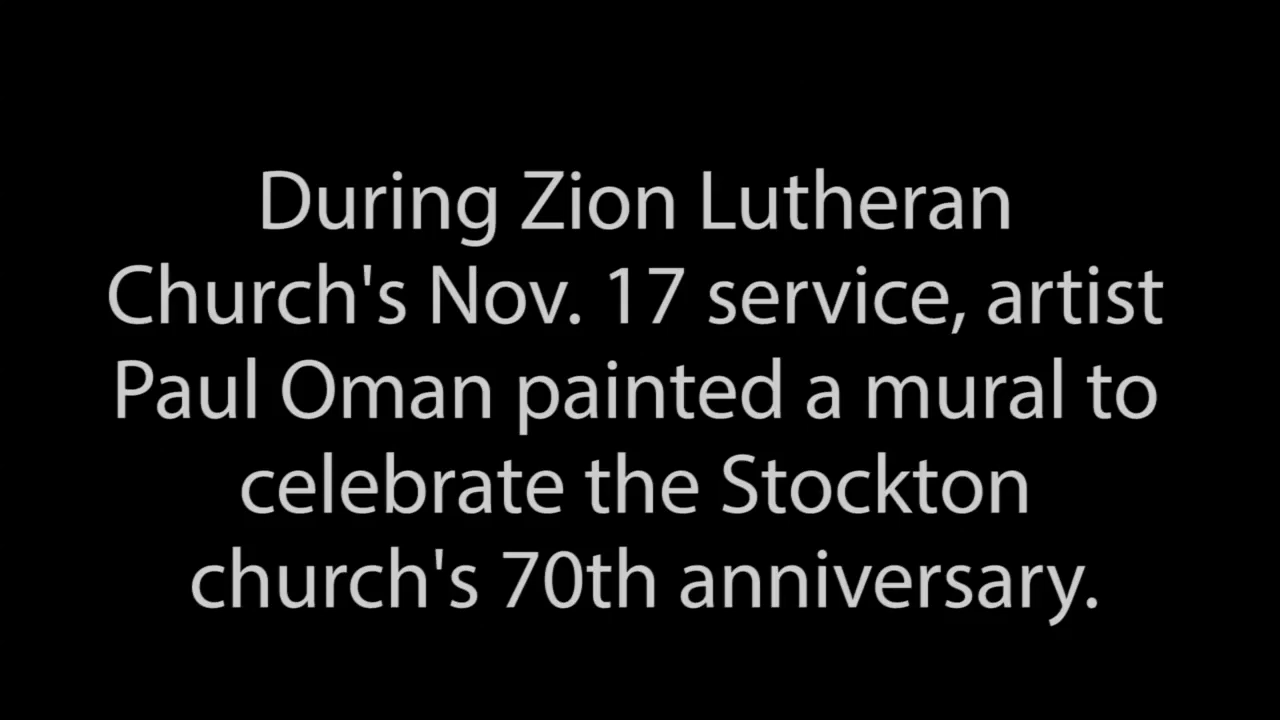 During Zion Lutheran
Church's Nov. 17 service, artist
Paul Oman painted a mural to
celebrate the Stockton
church's 70th anniversary.